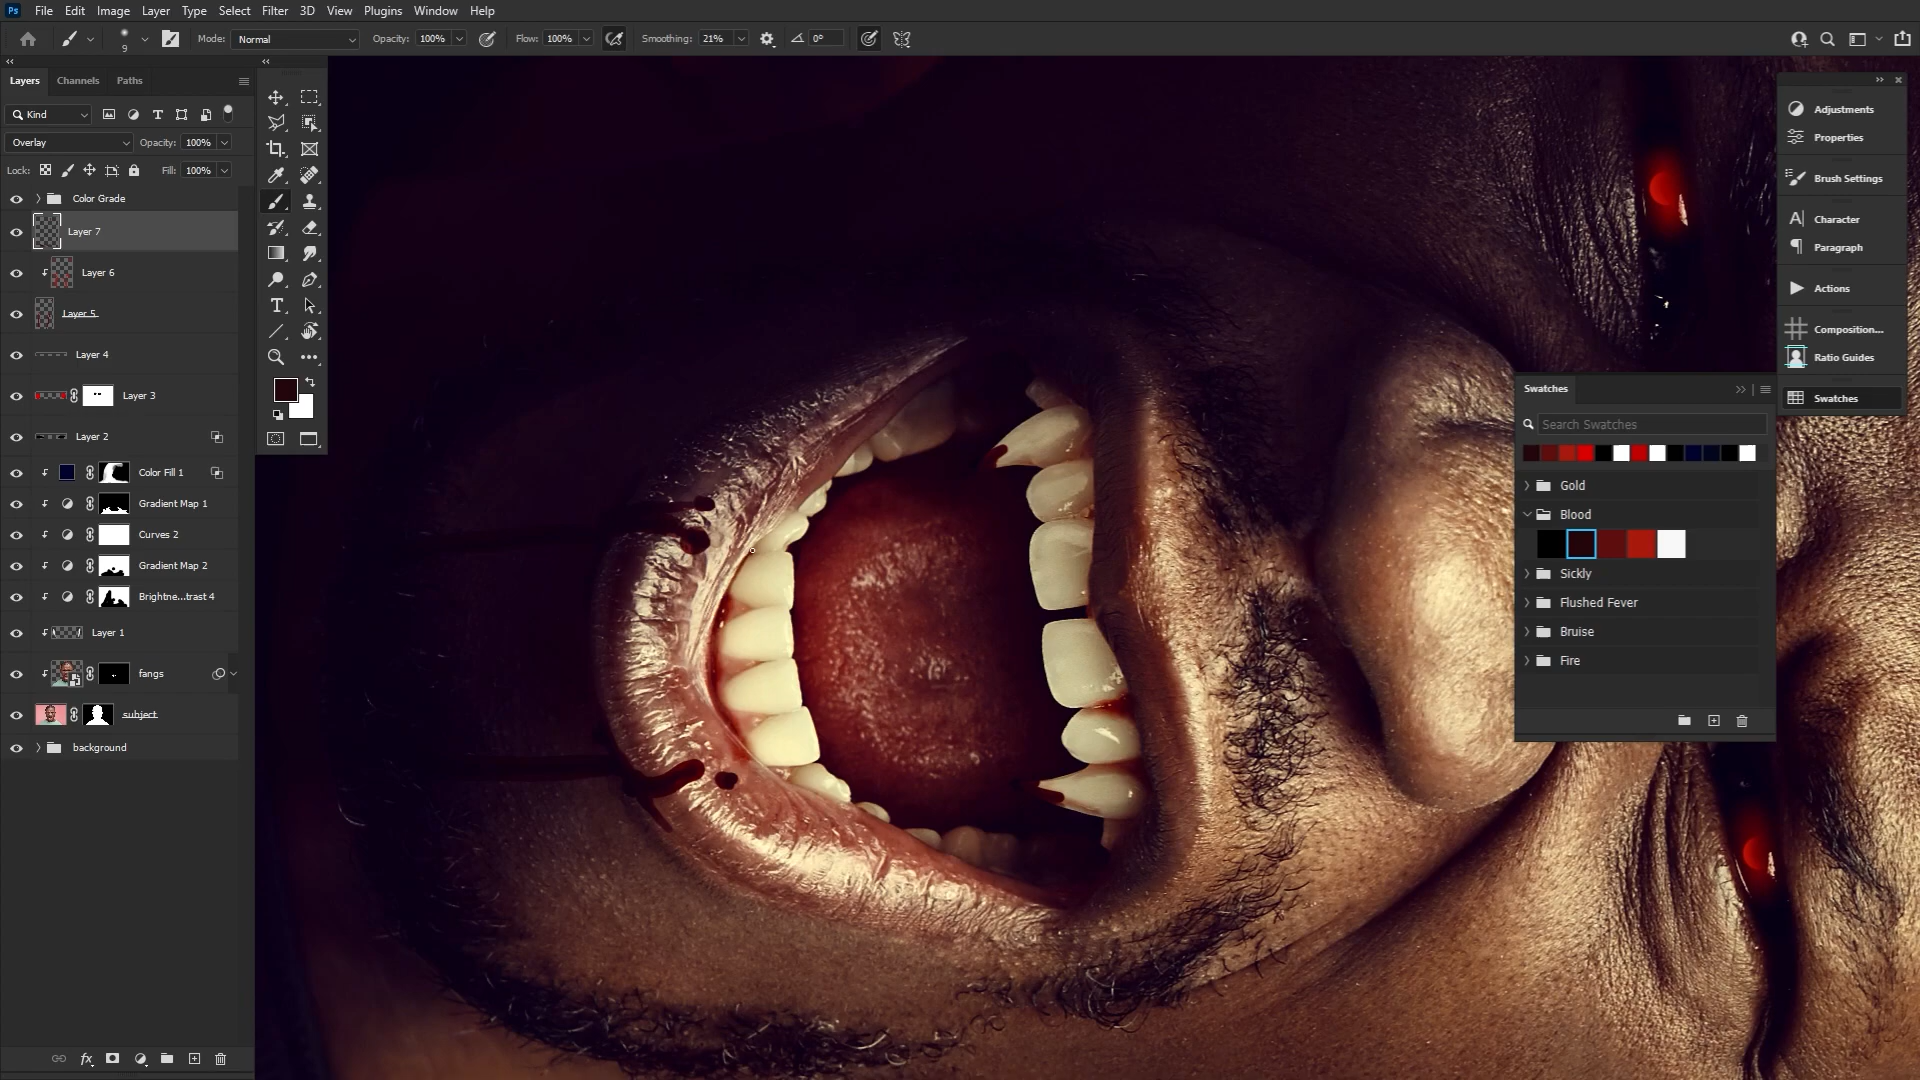 Ps File Edit Image Layer Type Select Filter 3D View Plugins Window Help
9 Mode: Normal Opacity: 100% Flow: 100% Smoothing: 21% 0°
Layers Channels Paths
Kind
Overlay Opacity: 100%
Lock: Fill: 100%
Color Grade
Layer 7
Layer 6
Layer 5
Layer 4
Layer 3
Layer 2
Color Fill 1
Gradient Map 1
Curves 2
Gradient Map 2
Brightne...trast 4
Layer 1
fangs
subject
background
fx
Adjustments
Properties
Brush Settings
Character
Paragraph
Actions
Composition...
Ratio Guides
Swatches
Swatches
Search Swatches
Gold
Blood
Sickly
Flushed Fever
Bruise
Fire